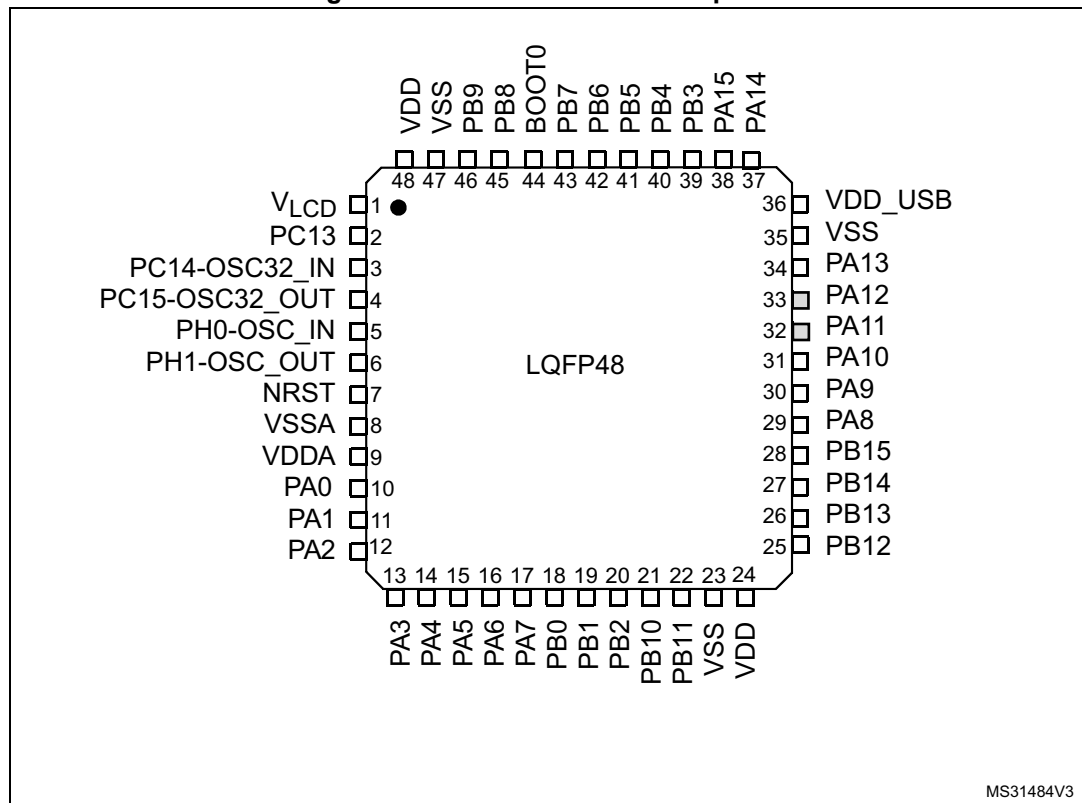 VDD
VSS
PB9
PB8
BOOT0
PB7
PB6
PB5
PB4
PB3
PA15
PA14
48 47 46 45 44 43 42 41 40 39 38 37
VLCD 1
PC13 2
PC14-OSC32_IN 3
PC15-OSC32_OUT 4
PH0-OSC_IN 5
PH1-OSC_OUT 6
NRST 7
VSSA 8
VDDA 9
PA0 10
PA1 11
PA2 12
LQFP48
36 VDD_USB
35 VSS
34 PA13
33 PA12
32 PA11
31 PA10
30 PA9
29 PA8
28 PB15
27 PB14
26 PB13
25 PB12
13 14 15 16 17 18 19 20 21 22 23 24
PA3
PA4
PA5
PA6
PA7
PB0
PB1
PB2
PB10
PB11
VSS
VDD
MS31484V3